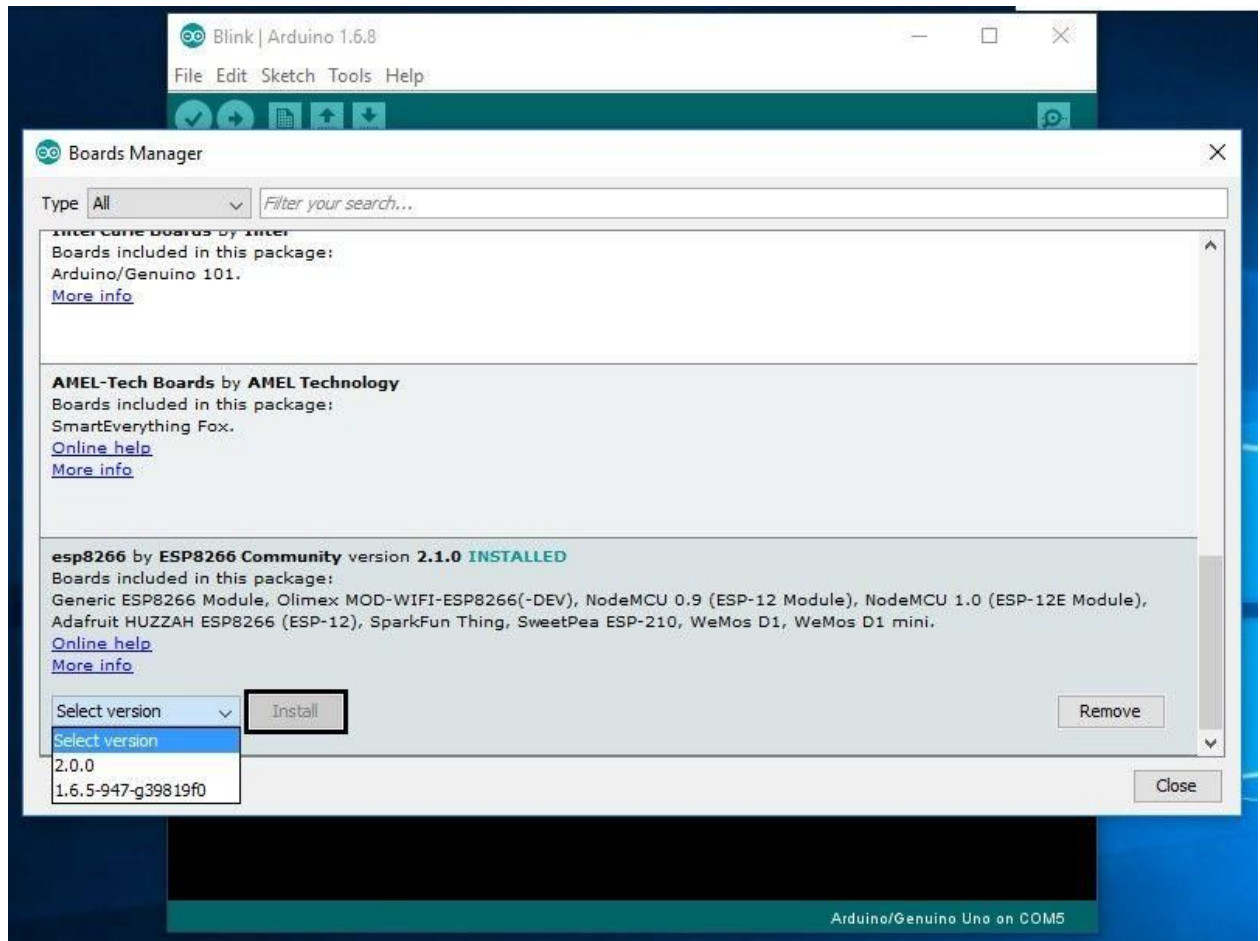 Blink | Arduino 1.6.8
File Edit Sketch Tools Help
Boards Manager
Type All Filter your search...
Intel Curie Boards by Intel
Boards included in this package:
Arduino/Genuino 101.
More info
AMEL-Tech Boards by AMEL Technology
Boards included in this package:
SmartEverything Fox.
Online help
More info
esp8266 by ESP8266 Community version 2.1.0 INSTALLED
Boards included in this package:
Generic ESP8266 Module, Olimex MOD-WIFI-ESP8266(-DEV), NodeMCU 0.9 (ESP-12 Module), NodeMCU 1.0 (ESP-12E Module),
Adafruit HUZZAH ESP8266 (ESP-12), SparkFun Thing, SweetPea ESP-210, WeMos D1, WeMos D1 mini.
Online help
More info
Select version Install Remove
Select version
2.0.0
1.6.5-947-g39819f0
Close
Arduino/Genuino Uno on COM5